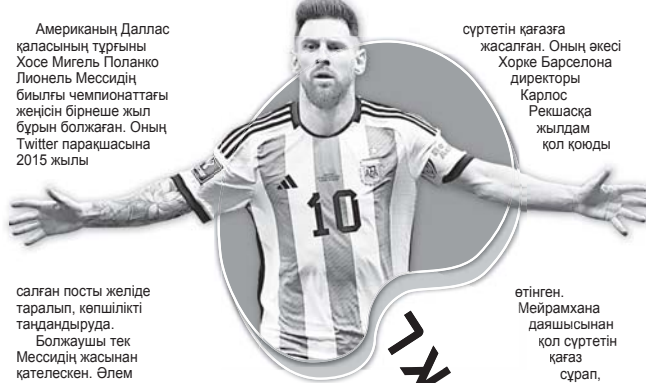 Американың Даллас
қаласының тұрғыны
Хосе Мигель Поланко
Лионель Мессидің
биылғы чемпионаттағы
жеңісін бірнеше жыл
бұрын болжаған. Оның
Twitter парақшасына
2015 жылы
салған посты желіде
таралып, көпшілікті
таңдандыруда.
Болжаушы тек
Мессидің жасынан
қателескен. Әлем
сүртетін қағазға
жасалған. Оның әкесі
Хорке Барселона
директоры
Карлос
Рекшасқа
жылдам
қол қоюды
өтінген.
Мейрамхана
даяшысынан
қол сүртетін
қағаз
сұрап,
10